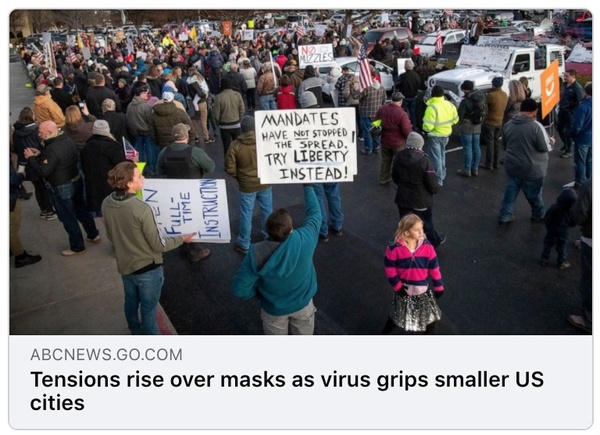 NO
MUZZLES
MANDATES
HAVE NOT STOPPED
THE SPREAD.
TRY LIBERTY
INSTEAD!
FULL-
TIME
INSTRUCTION
ABCNEWS.GO.COM
Tensions rise over masks as virus grips smaller US
cities